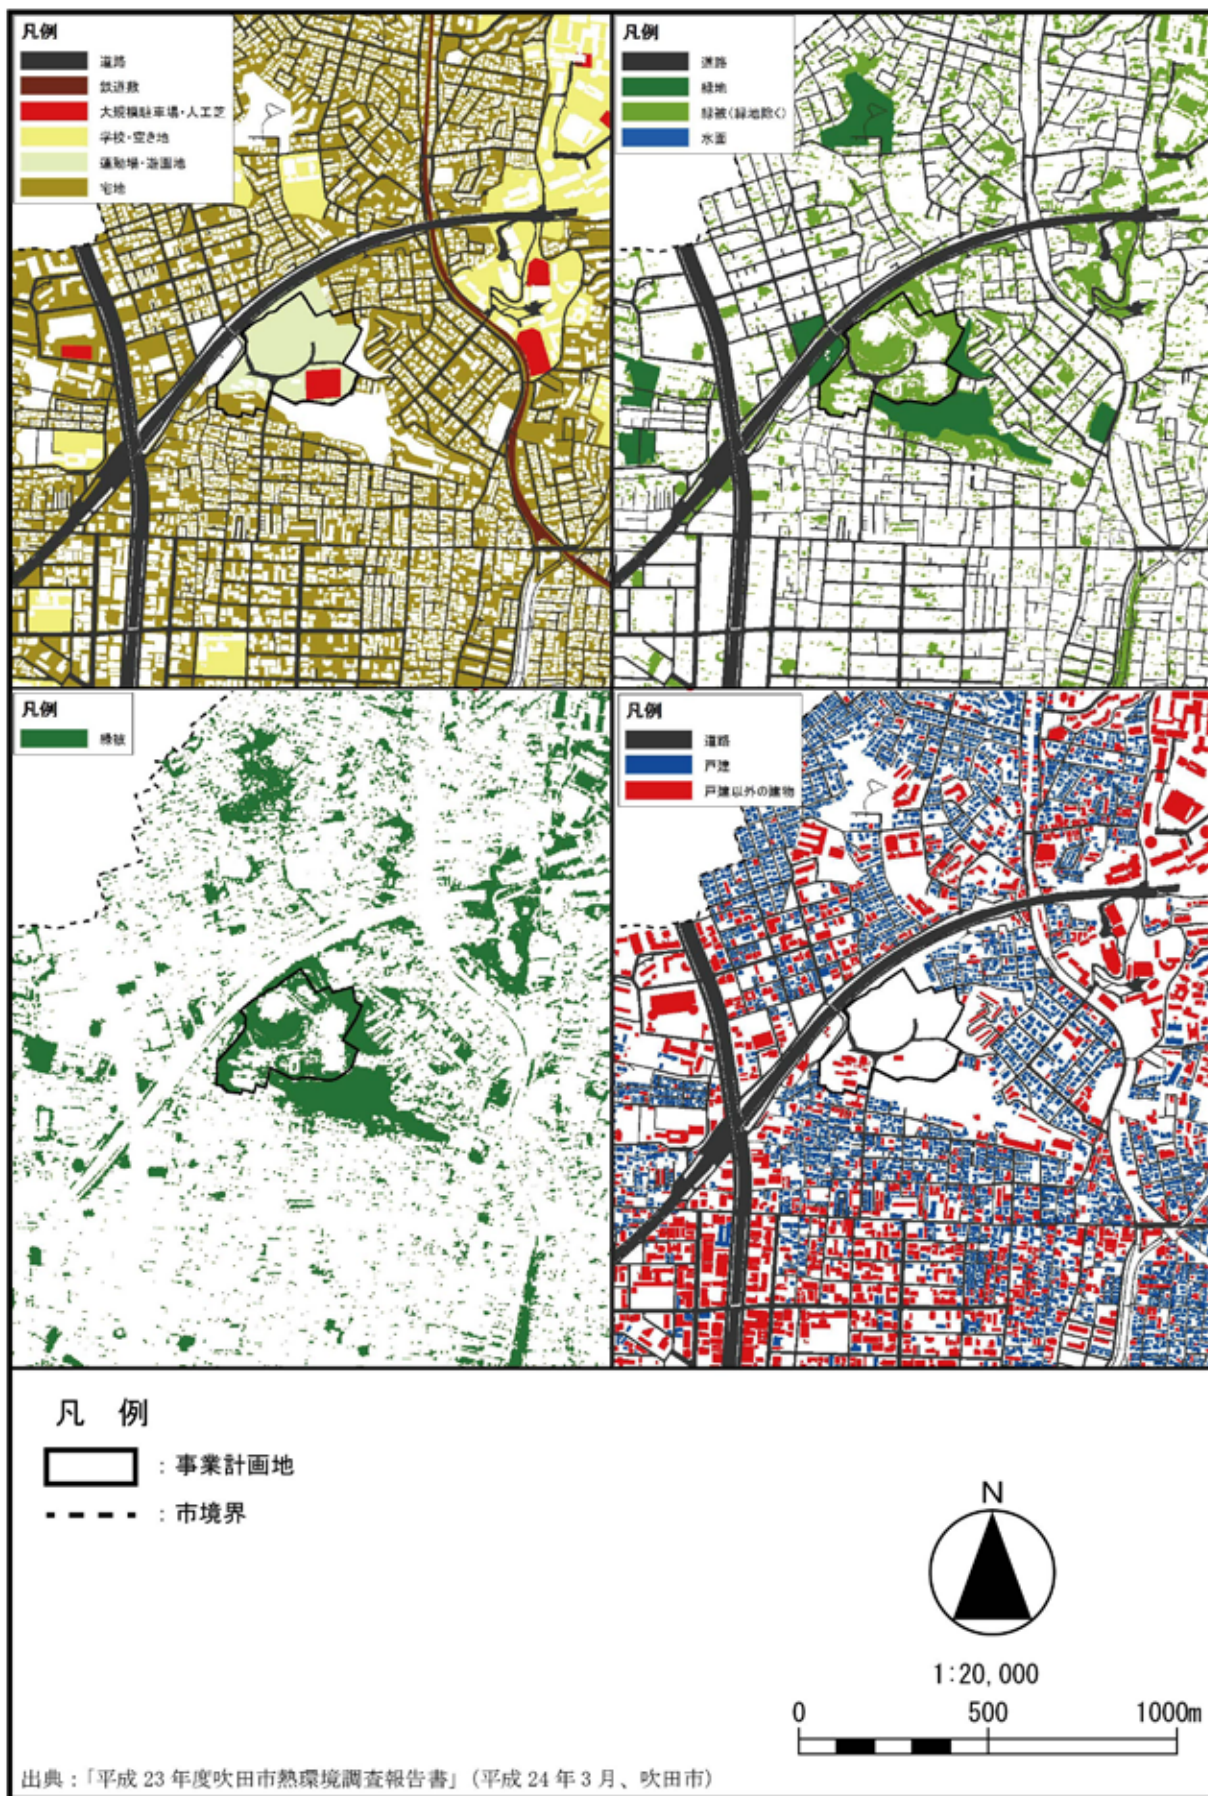 凡例
道路
鉄道敷
大規模駐車場・人工芝
学校・空き地
運動場・遊園地
宅地
凡例
道路
緑地
緑被(緑地除く)
水面
凡例
緑被
凡例
道路
戸建
戸建以外の建物
凡 例
：事業計画地
：市境界
N
1:20,000
0 500 1000m
出典：「平成 23 年度吹田市熱環境調査報告書」（平成 24 年 3 月、吹田市）